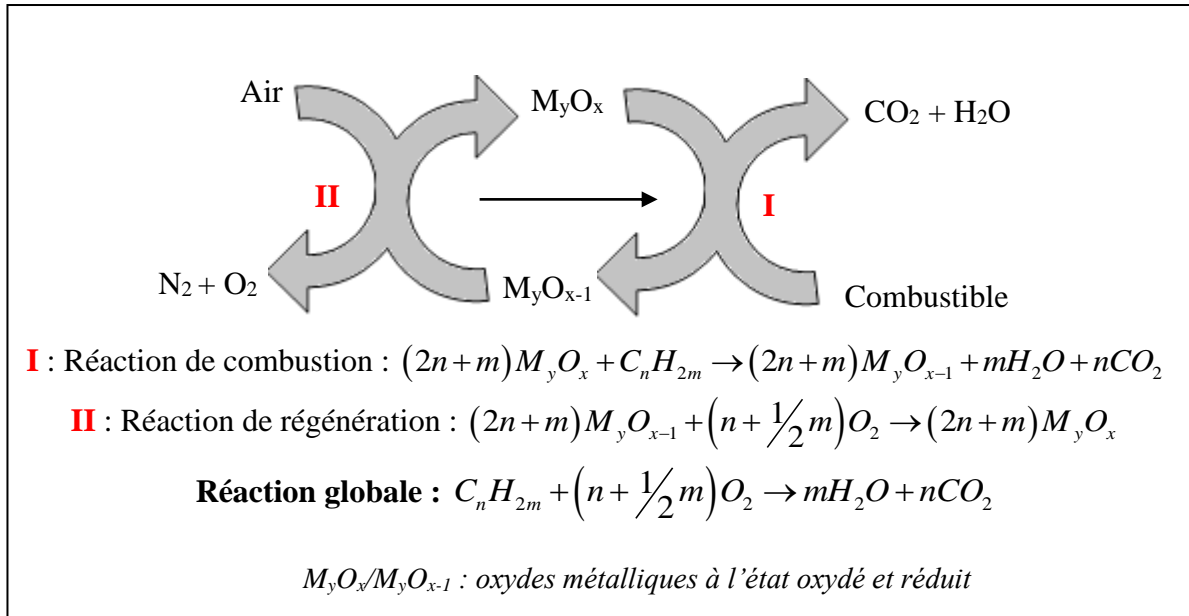 Air MyOx CO2 + H2O
II I
N2 + O2 MyOx-1 Combustible
I : Réaction de combustion : (2n+m)MyOx + CnH2m → (2n+m)MyOx-1 + mH2O + nCO2
II : Réaction de régénération : (2n+m)MyOx-1 + (n+1/2m)O2 → (2n+m)MyOx
Réaction globale : CnH2m + (n+1/2m)O2 → mH2O + nCO2
MyOx/MyOx-1 : oxydes métalliques à l'état oxydé et réduit